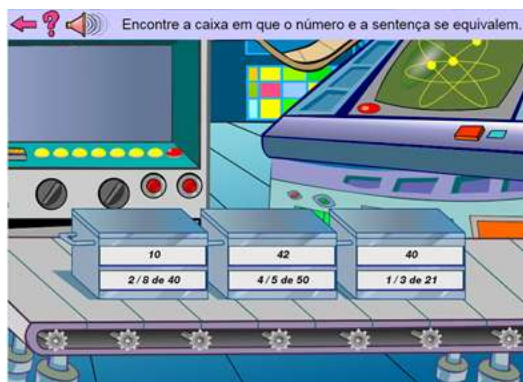 Encontre a caixa em que o número e a sentença se equivalem.
10
2 / 8 de 40
42
4 / 5 de 50
40
1 / 3 de 21